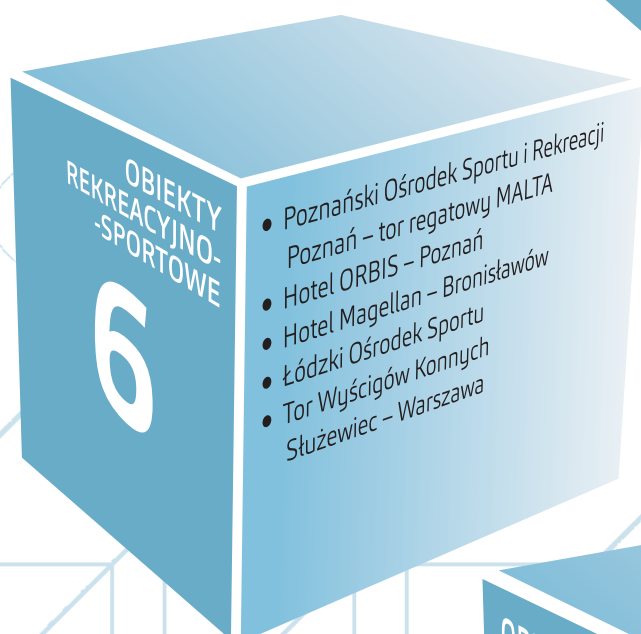 OBIEKTY
REKREACYJNO-
-SPORTOWE
6
• Poznański Ośrodek Sportu i Rekreacji
Poznań – tor regatowy MALTA
• Hotel ORBIS – Poznań
• Hotel Magellan – Bronisławów
• Łódzki Ośrodek Sportu
• Tor Wyścigów Konnych
Służewiec – Warszawa